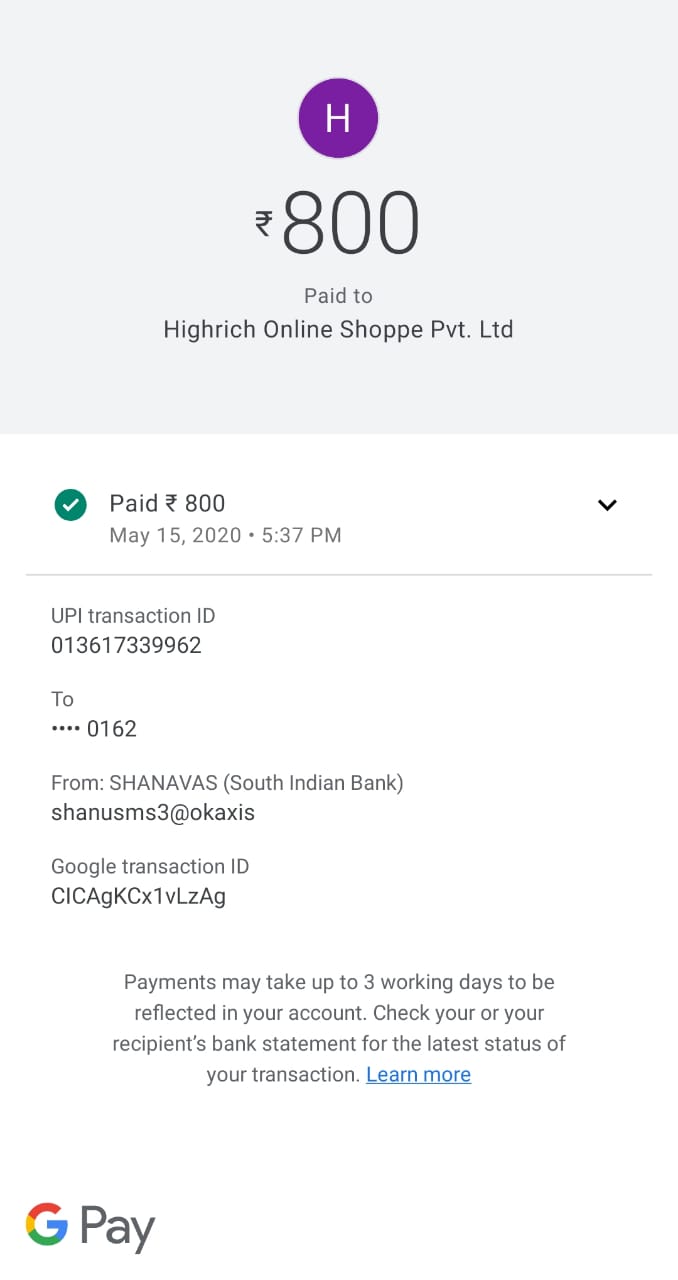 H
₹800
Paid to
Highrich Online Shoppe Pvt. Ltd
Paid ₹ 800
May 15, 2020 • 5:37 PM
UPI transaction ID
013617339962
To
•••• 0162
From: SHANAVAS (South Indian Bank)
shanusms3@okaxis
Google transaction ID
CICAgKCx1vLzAg
Payments may take up to 3 working days to be
reflected in your account. Check your or your
recipient’s bank statement for the latest status of
your transaction. Learn more
G Pay